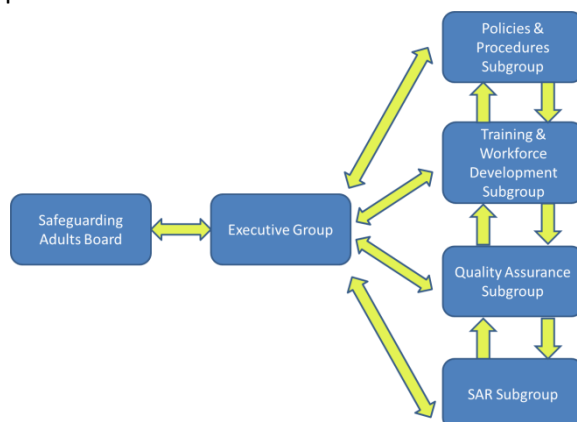 Policies &
Procedures
Subgroup
Training &
Workforce
Development
Subgroup
Safeguarding
Adults Board
Executive Group
Quality Assurance
Subgroup
SAR Subgroup